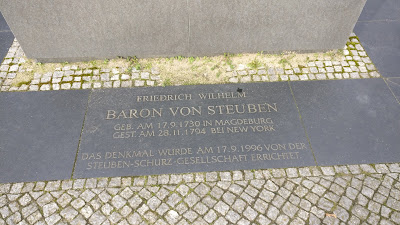 FRIEDRICH WILHELM
BARON VON STEUBEN
GEB. AM 17.9.1730 IN MAGDEBURG
GEST. AM 28.11.1794 BEI NEW YORK
DAS DENKMAL WURDE AM 17.9.1996 VON DER
STEUBEN-SCHURZ-GESELLSCHAFT ERRICHTET